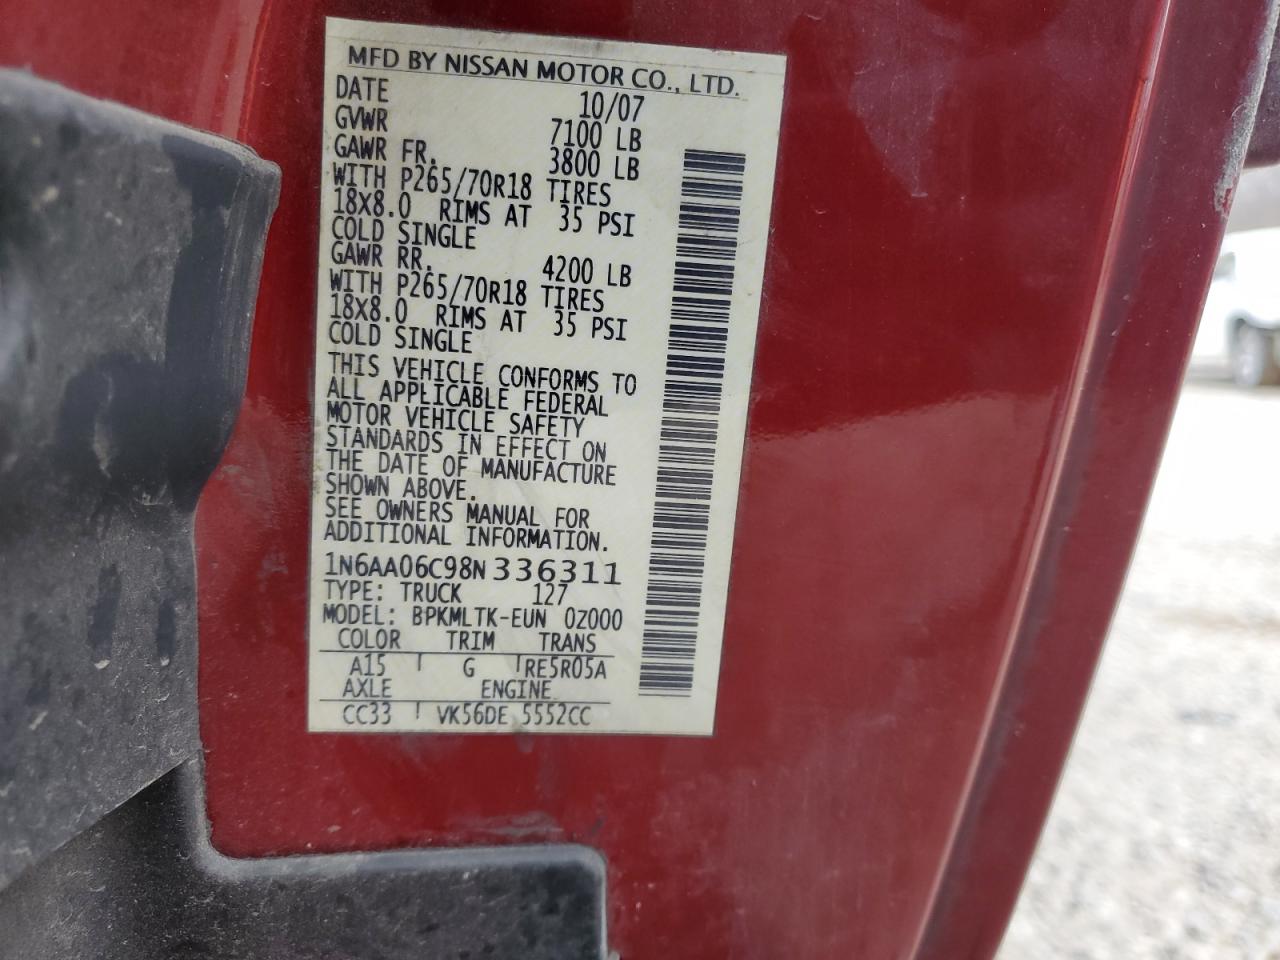 MFD BY NISSAN MOTOR CO., LTD.
DATE 10/07
GVWR 7100 LB
GAWR FR. 3800 LB
WITH P265/70R18 TIRES
18X8.0 RIMS AT 35 PSI
COLD SINGLE
GAWR RR. 4200 LB
WITH P265/70R18 TIRES
18X8.0 RIMS AT 35 PSI
COLD SINGLE
THIS VEHICLE CONFORMS TO
ALL APPLICABLE FEDERAL
MOTOR VEHICLE SAFETY
STANDARDS IN EFFECT ON
THE DATE OF MANUFACTURE
SHOWN ABOVE.
SEE OWNERS MANUAL FOR
ADDITIONAL INFORMATION.
1N6AA06C98N336311
TYPE: TRUCK 127
MODEL: BPKMLTK-EUN 0Z000
COLOR TRIM TRANS
A15 G RE5R05A
AXLE ENGINE
CC33 VK56DE 5552CC